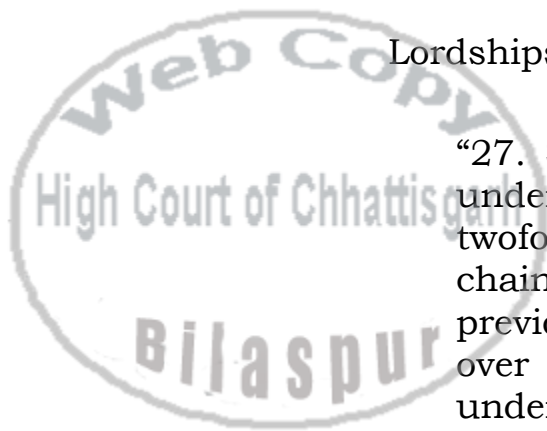 Lordships
Web Copy
“27.
High Court of Chhattisgarh
under
twofo
chain
previo
Bilaspur
over
under